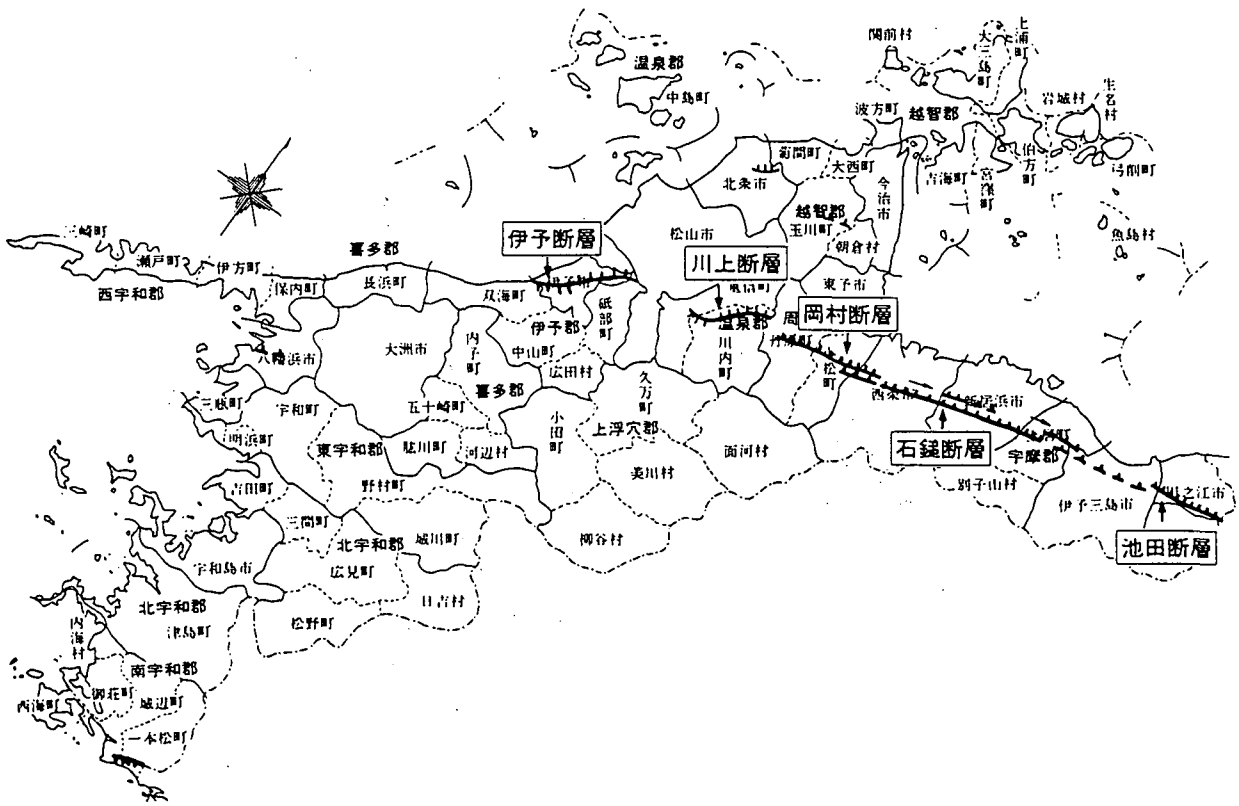 上浦町
関前村
大三島町
温泉郡
中島町
岩城村
生名村
波方町
越智郡
菊間町
大西町
伯方町
弓削町
吉海町
宮窪町
北条市
今治市
越智郡
玉川町
朝倉村
魚島村
三崎町
瀬戸町
伊方町
喜多郡
伊予断層
松山市
川上断層
東予市
西宇和郡
保内町
長浜町
双海町
砥部町
温泉郡
岡村断層
伊予郡
川内町
八幡浜市
大洲市
内子町
中山町
広田村
西条市
新居浜市
三瓶町
宇和町
五十崎町
喜多郡
小田町
久万町
上浮穴郡
面河村
石鎚断層
宇摩郡
明浜町
東宇和郡
肱川町
河辺村
美川村
別子山村
吉田町
野村町
伊予三島市
川之江市
三間町
北宇和郡
城川町
柳谷村
池田断層
宇和島市
広見町
日吉村
北宇和郡
津島町
松野町
内海村
南宇和郡
御荘町
城辺町
西海町
一本松町